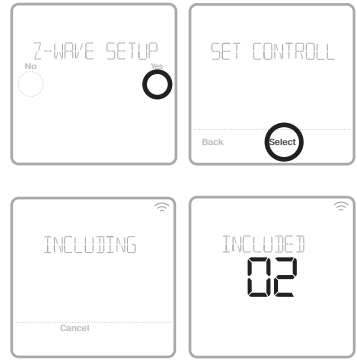 Z-WAVE SETUP
No Yes
SET CONTROLL
Back Select
INCLUDING
Cancel
INCLUDED
02